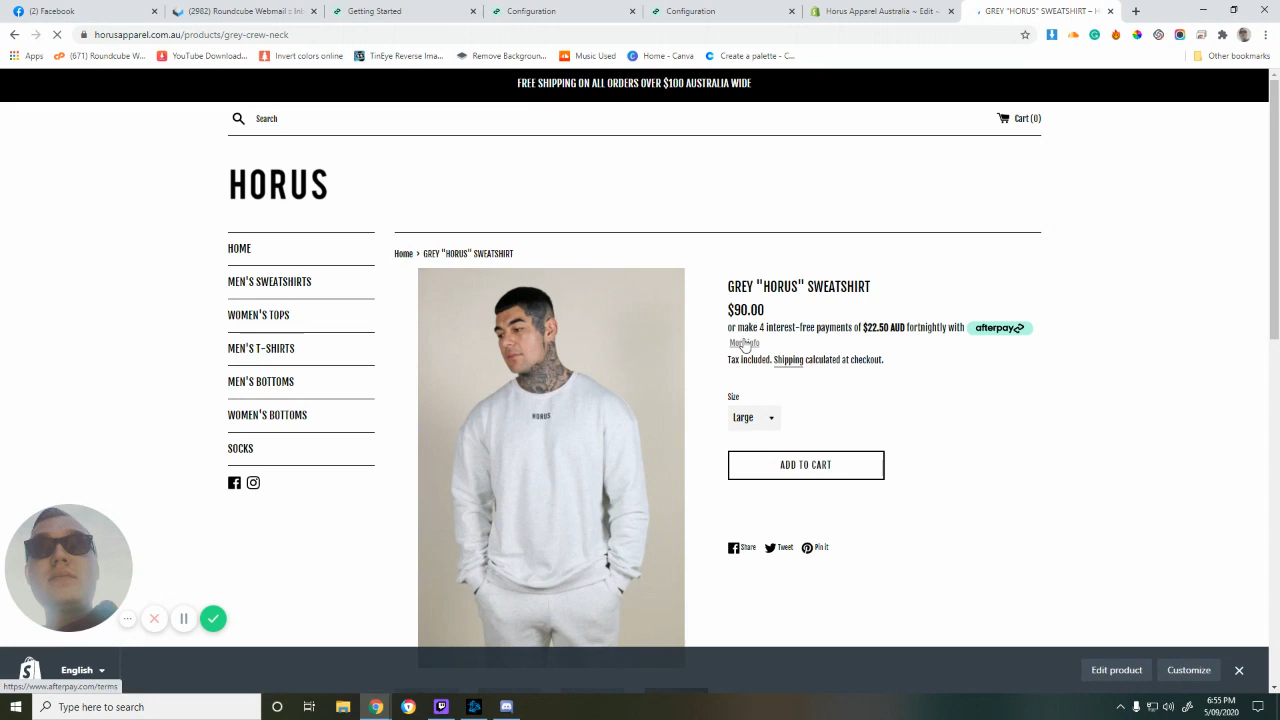 (2) Facebook
(2982) Roundtable
Getting Started
Configuration
Configuration
Apps
GREY "HORUS" SWEATSHIRT –
horusapparel.com.au/products/grey-crew-neck
Apps
(671) Roundcube W...
YouTube Download...
Invert colors online
TinEye Reverse Ima...
Remove Backgroun...
Music Used
Home - Canva
Create a palette - C...
Other bookmarks
FREE SHIPPING ON ALL ORDERS OVER $100 AUSTRALIA WIDE
Search
Cart (0)
HORUS
HOME
MEN'S SWEATSHIRTS
WOMEN'S TOPS
MEN'S T-SHIRTS
MEN'S BOTTOMS
WOMEN'S BOTTOMS
SOCKS
Home › GREY "HORUS" SWEATSHIRT
HORUS
GREY "HORUS" SWEATSHIRT
$90.00
or make 4 interest-free payments of $22.50 AUD fortnightly with afterpay
More info
Tax included. Shipping calculated at checkout.
Size
Large
ADD TO CART
Share
Tweet
Pin it
English
Edit product
Customize
https://www.afterpay.com/terms
Type here to search
6:55 PM
5/09/2020